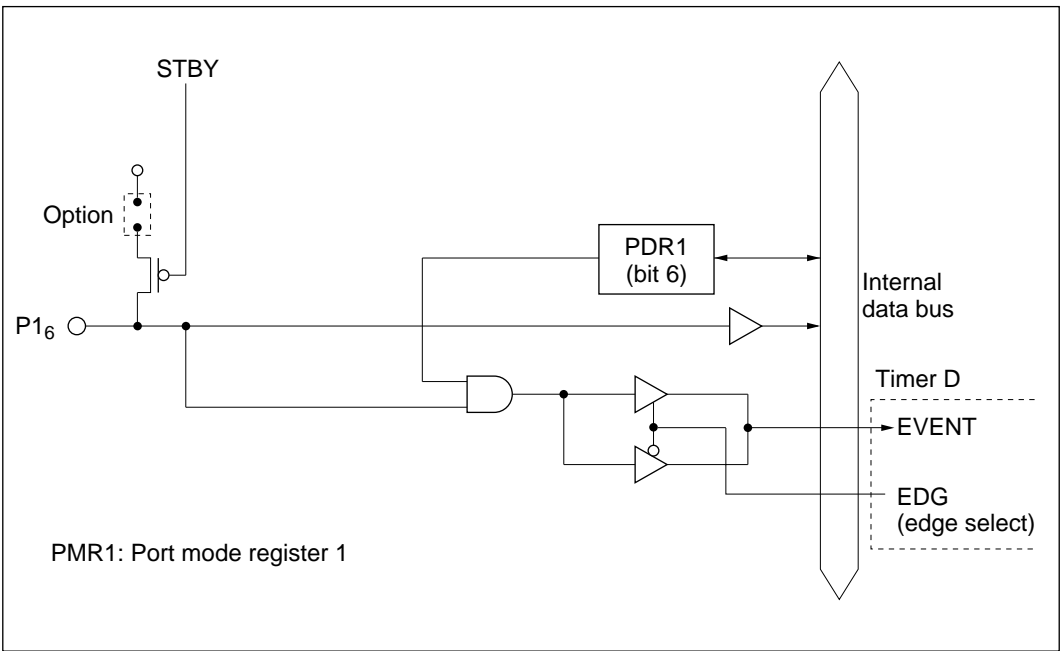 STBY
Option
PDR1
(bit 6)
Internal
data bus
P1₆
Timer D
EVENT
EDG
(edge select)
PMR1: Port mode register 1